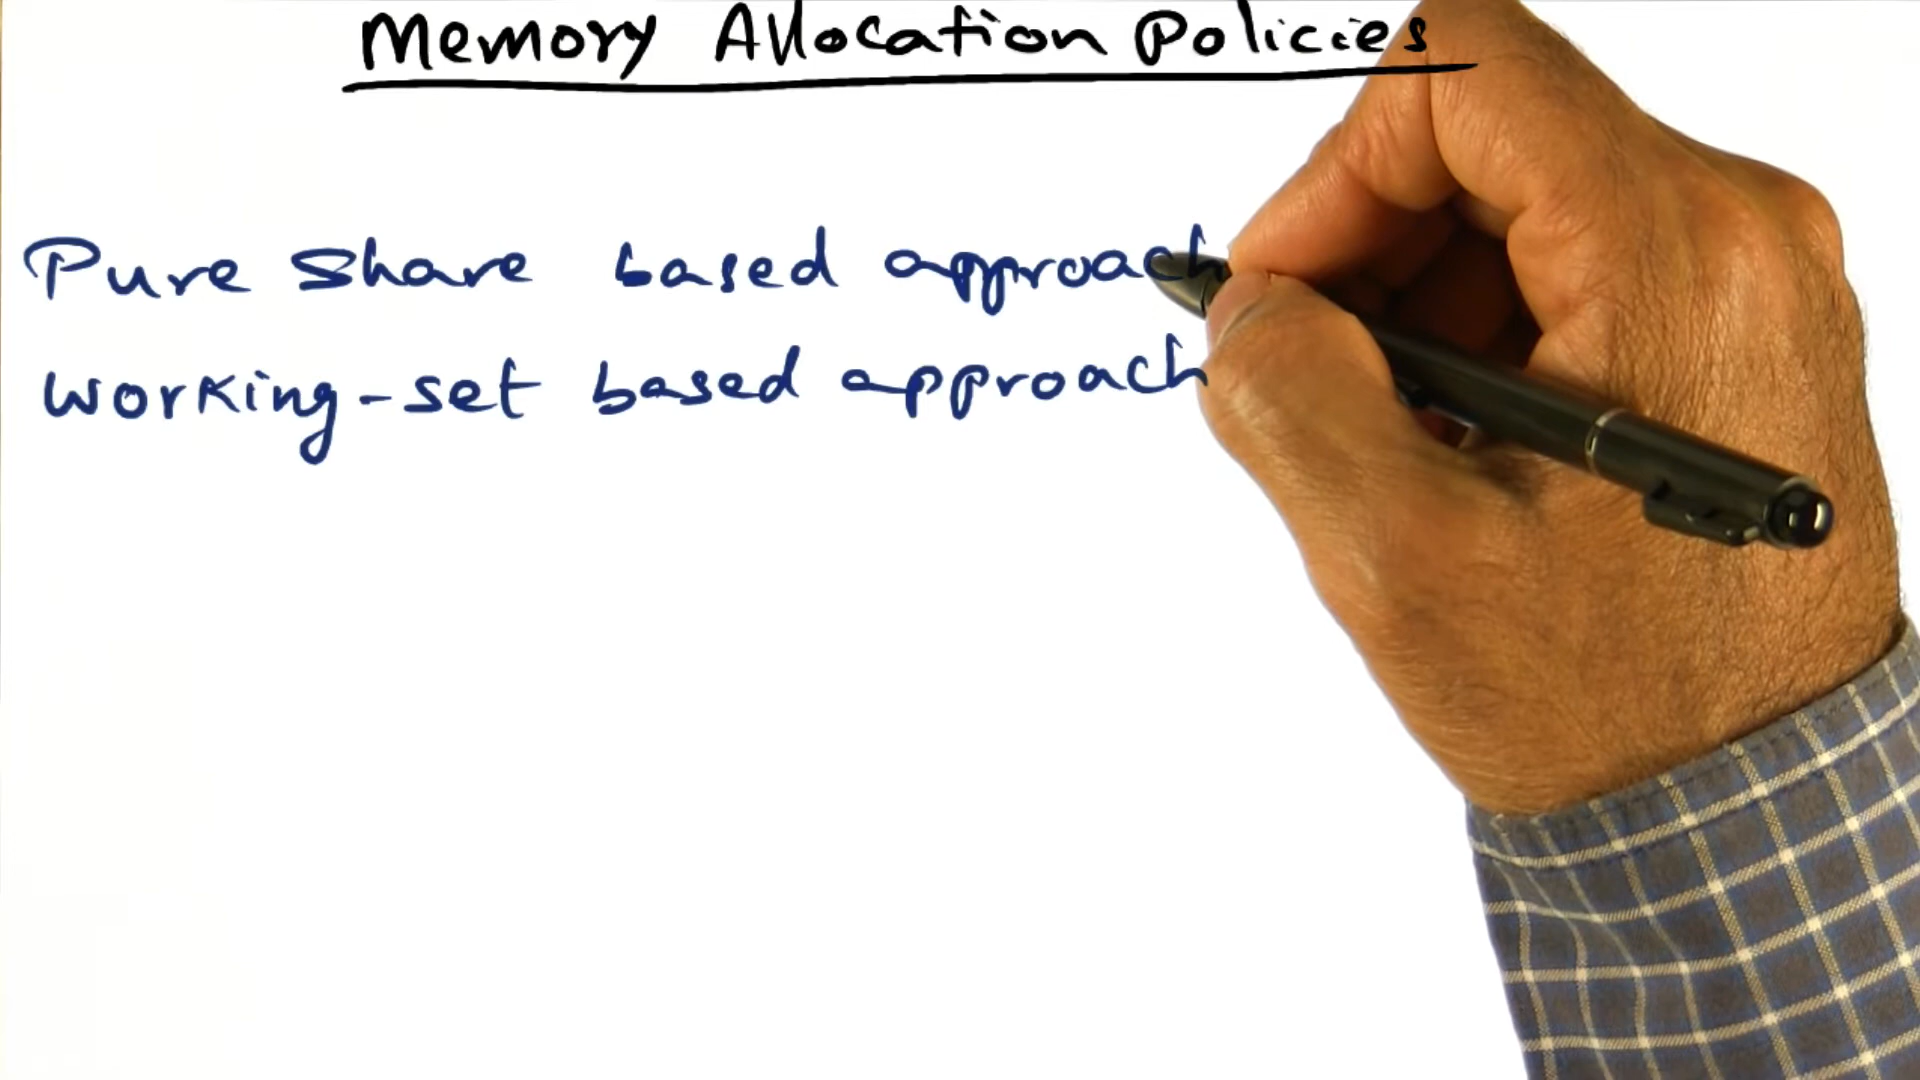 Memory Allocation Policies
Pure share based approach
working-set based approach